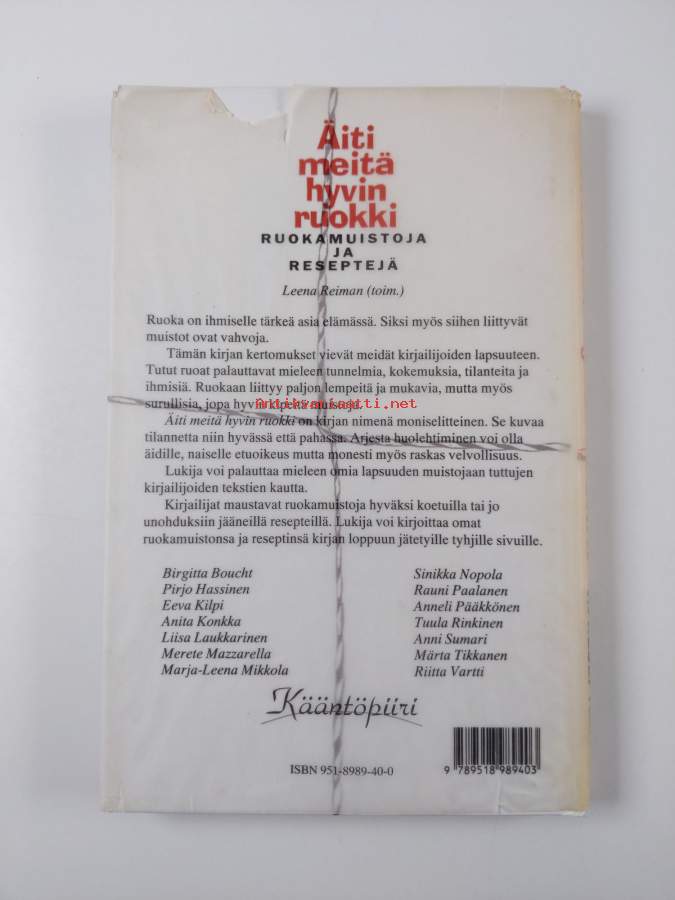 Äiti
meitä
hyvin
ruokki
RUOKAMUISTOJA
JA
RESEPTEJÄ
Leena Reiman (toim.)
Ruoka on ihmiselle tärkeä asia elämässä. Siksi myös siihen liittyvät
muistot ovat vahvoja.
Tämän kirjan kertomukset vievät meidät kirjailijoiden lapsuuteen.
Tutut ruoat palauttavat mieleen tunnelmia, kokemuksia, tilanteita ja
ihmisiä. Ruokaan liittyy paljon lempeitä ja mukavia, mutta myös
surullisia, jopa hyvin kipeitä muistoja.
Äiti meitä hyvin ruokki on kirjan nimenä moniselitteinen. Se kuvaa
tilannetta niin hyvässä että pahassa. Arjesta huolehtiminen voi olla
äidille, naiselle etuoikeus mutta monesti myös raskas velvollisuus.
Lukija voi palauttaa mieleen omia lapsuuden muistojaan tuttujen
kirjailijoiden tekstien kautta.
Kirjailijat maustavat ruokamuistoja hyväksi koetuilla tai jo
unohduksiin jääneillä resepteillä. Lukija voi kirjoittaa omat
ruokamuistonsa ja reseptinsä kirjan loppuun jätetyille tyhjille sivuille.
Birgitta Boucht
Pirjo Hassinen
Eeva Kilpi
Anita Konkka
Liisa Laukkarinen
Merete Mazzarella
Marja-Leena Mikkola
Sinikka Nopola
Rauni Paalanen
Anneli Pääkkönen
Tuula Rinkinen
Anni Sumari
Märta Tikkanen
Riitta Vartti
Kääntöpiiri
ISBN 951-8989-40-0
9 789518 989403